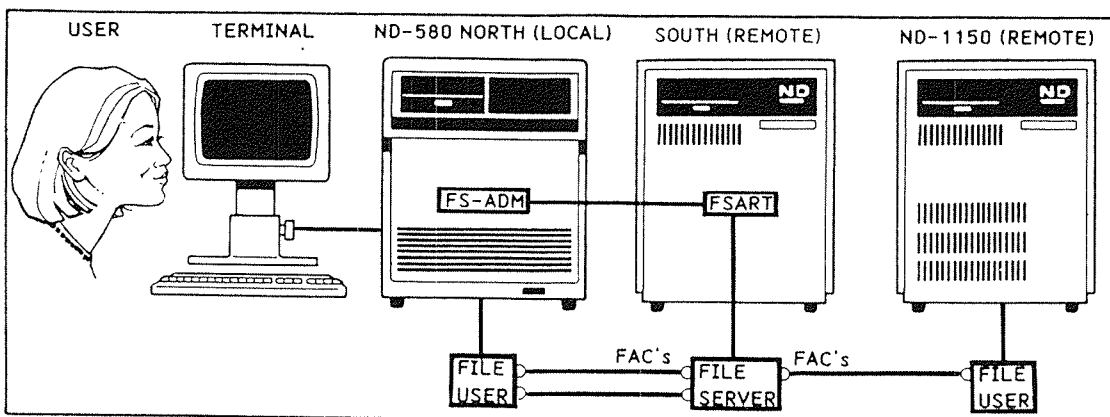 USER
TERMINAL
ND-580 NORTH (LOCAL)
SOUTH (REMOTE)
ND-1150 (REMOTE)
ND
ND
FS-ADM
FSART
FILE
USER
FAC's
FILE
SERVER
FAC's
FILE
USER